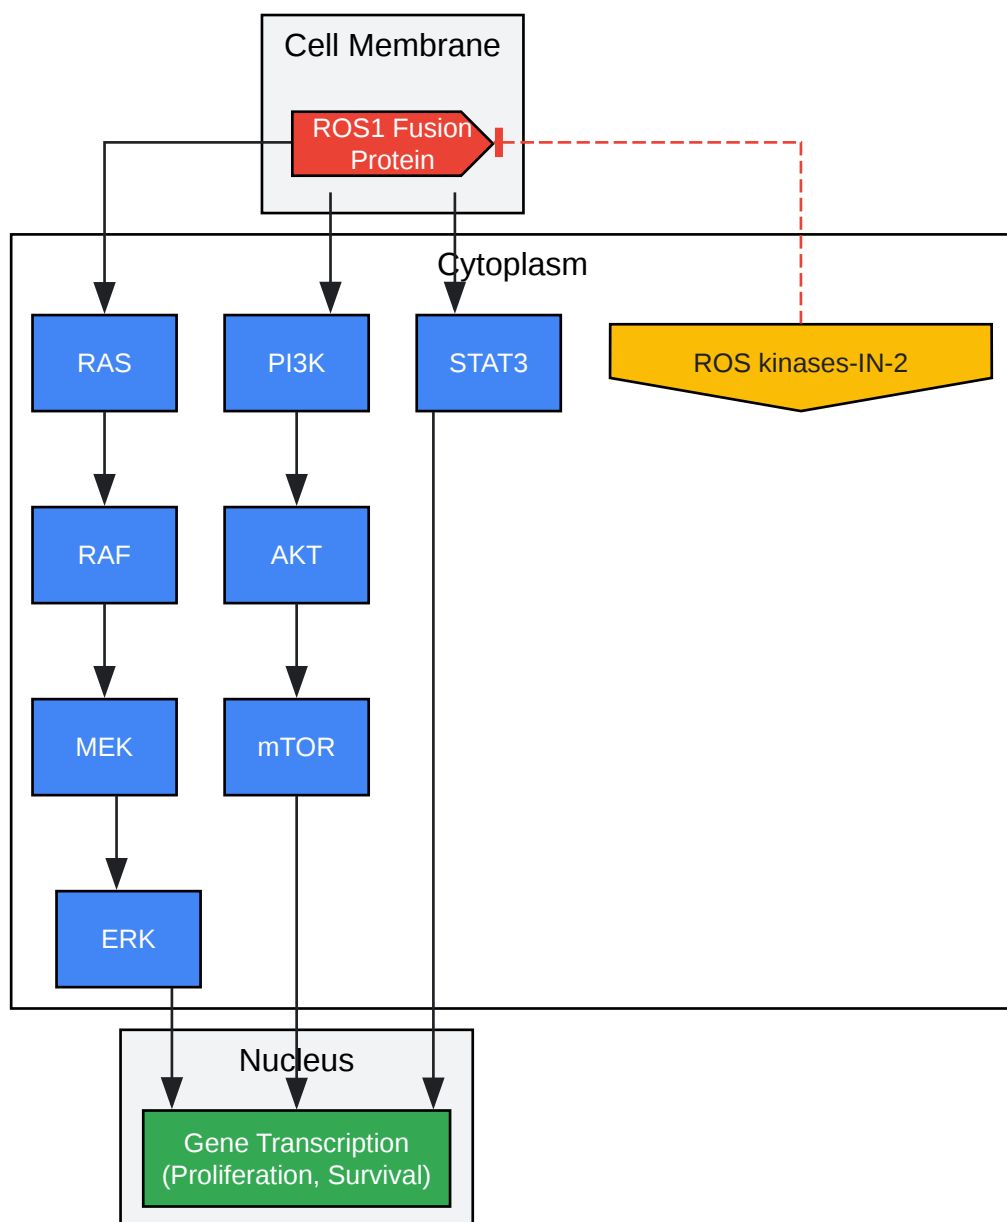 Cell Membrane
ROS1 Fusion
Protein
Cytoplasm
RAS
PI3K
STAT3
ROS kinases-IN-2
RAF
AKT
MEK
mTOR
ERK
Nucleus
Gene Transcription
(Proliferation, Survival)